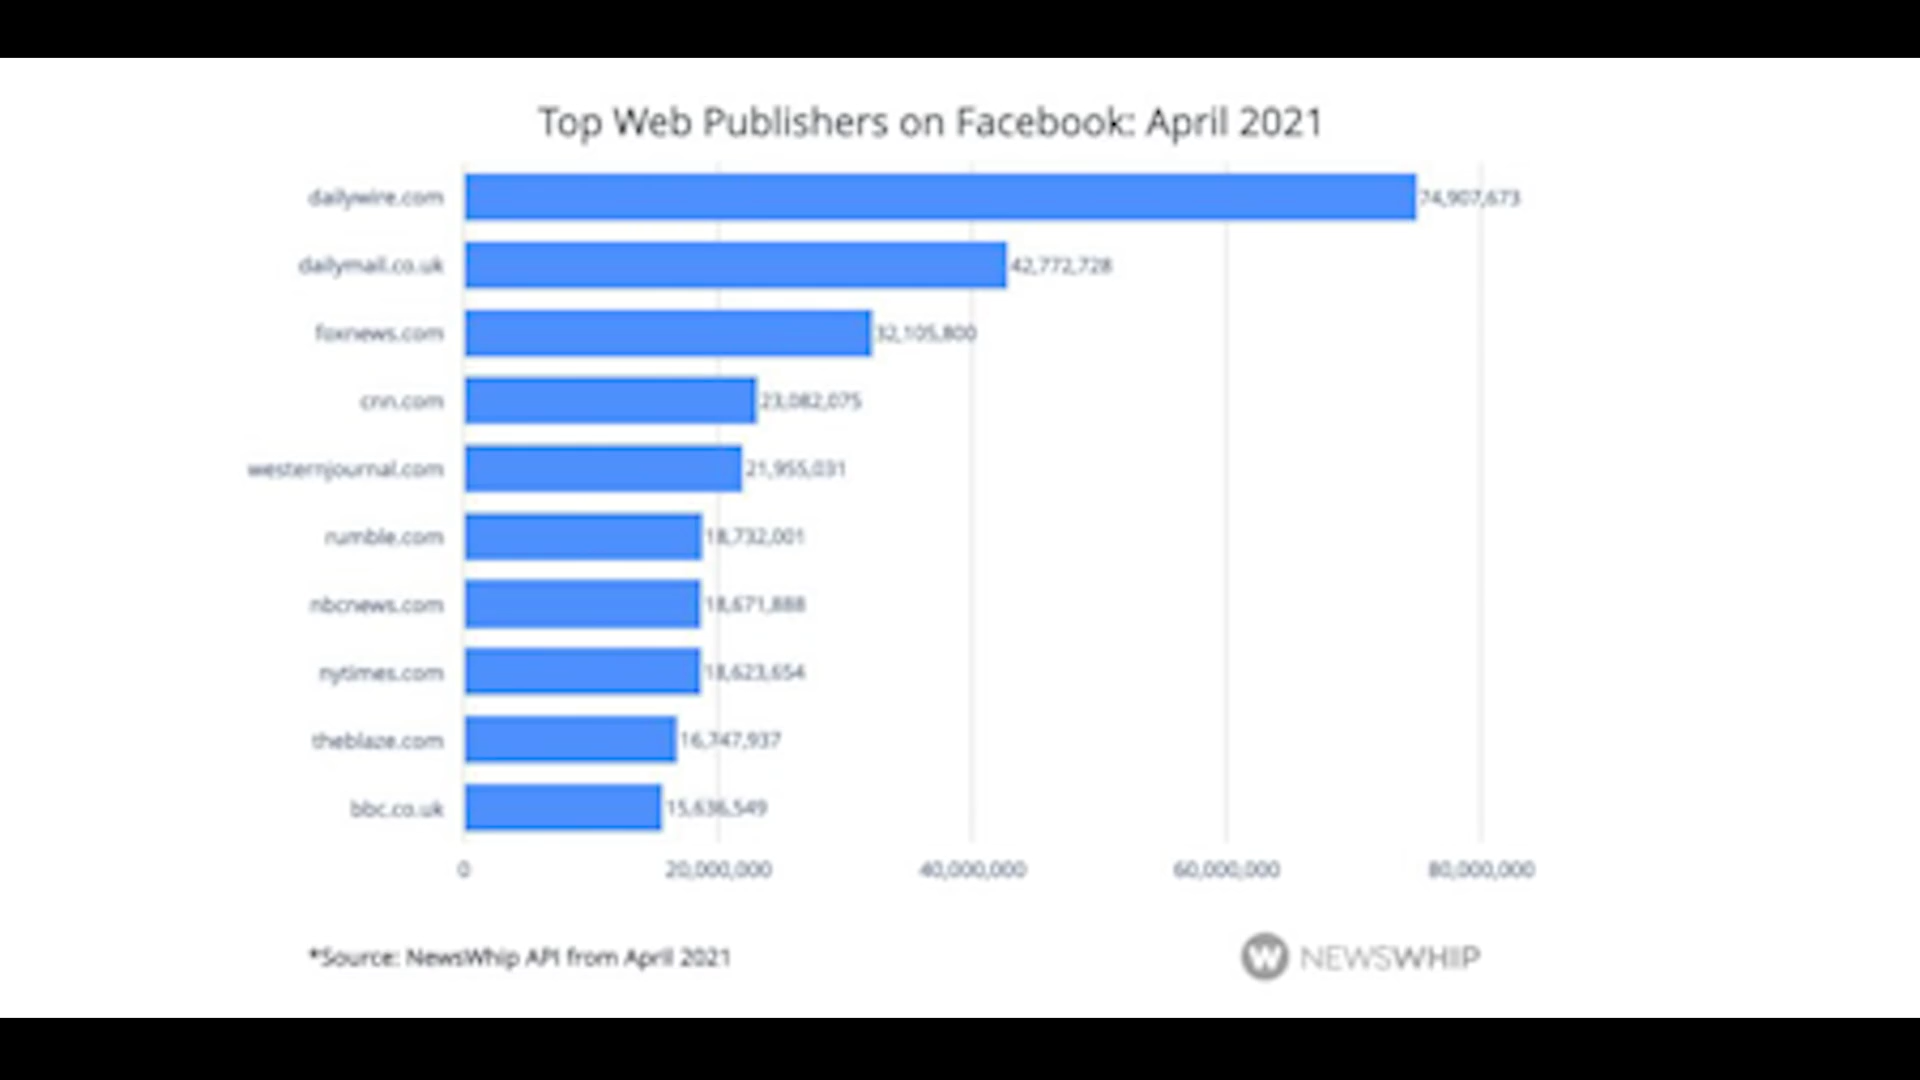 Top Web Publishers on Facebook: April 2021
dailywire.com 74,907,673
dailymail.co.uk 42,772,728
foxnews.com 32,105,800
cnn.com 23,082,075
westernjournal.com 21,955,031
rumble.com 18,732,001
nbcnews.com 18,671,888
nytimes.com 18,623,654
theblaze.com 16,747,937
bbc.co.uk 15,636,549
0 20,000,000 40,000,000 60,000,000 80,000,000
*Source: NewsWhip API from April 2021
W NEWSWHIP